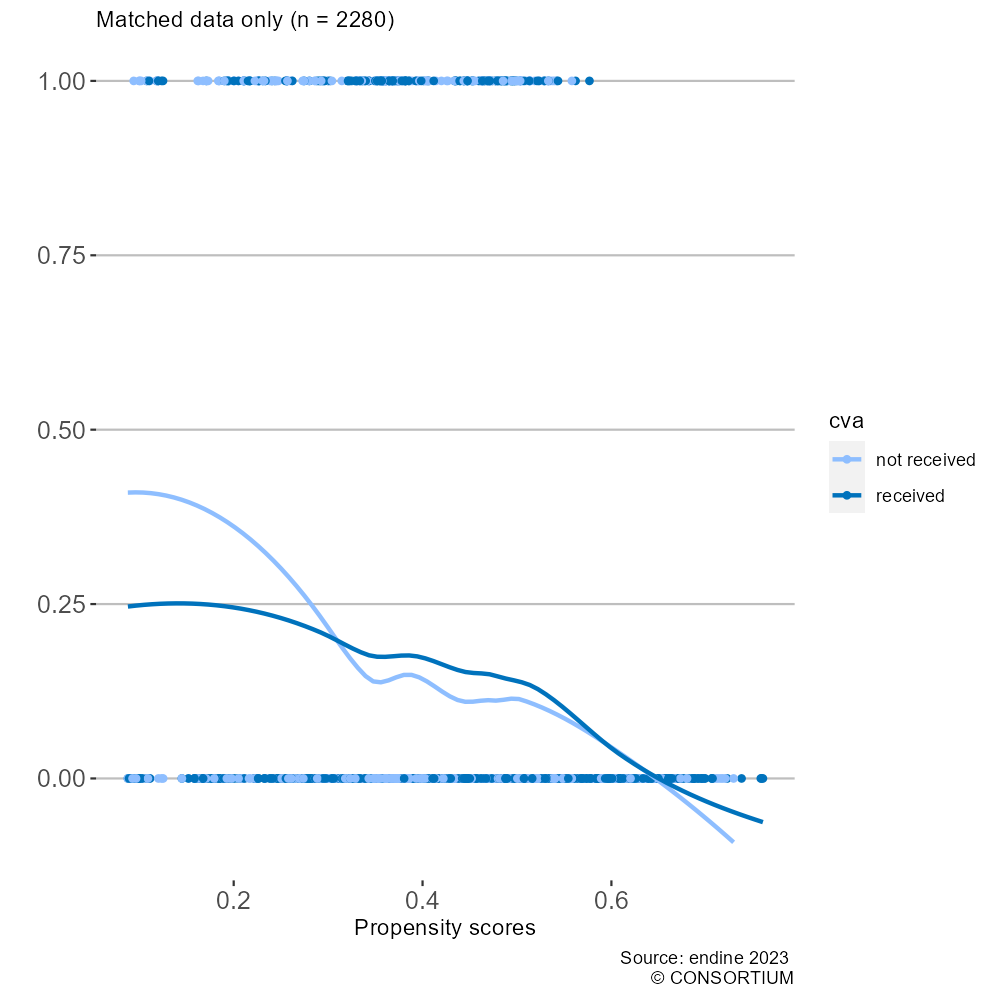 Matched data only (n = 2280)
1.00
0.75
0.50
0.25
0.00
0.2 0.4 0.6
Propensity scores
cva
not received
received
Source: endine 2023
© CONSORTIUM